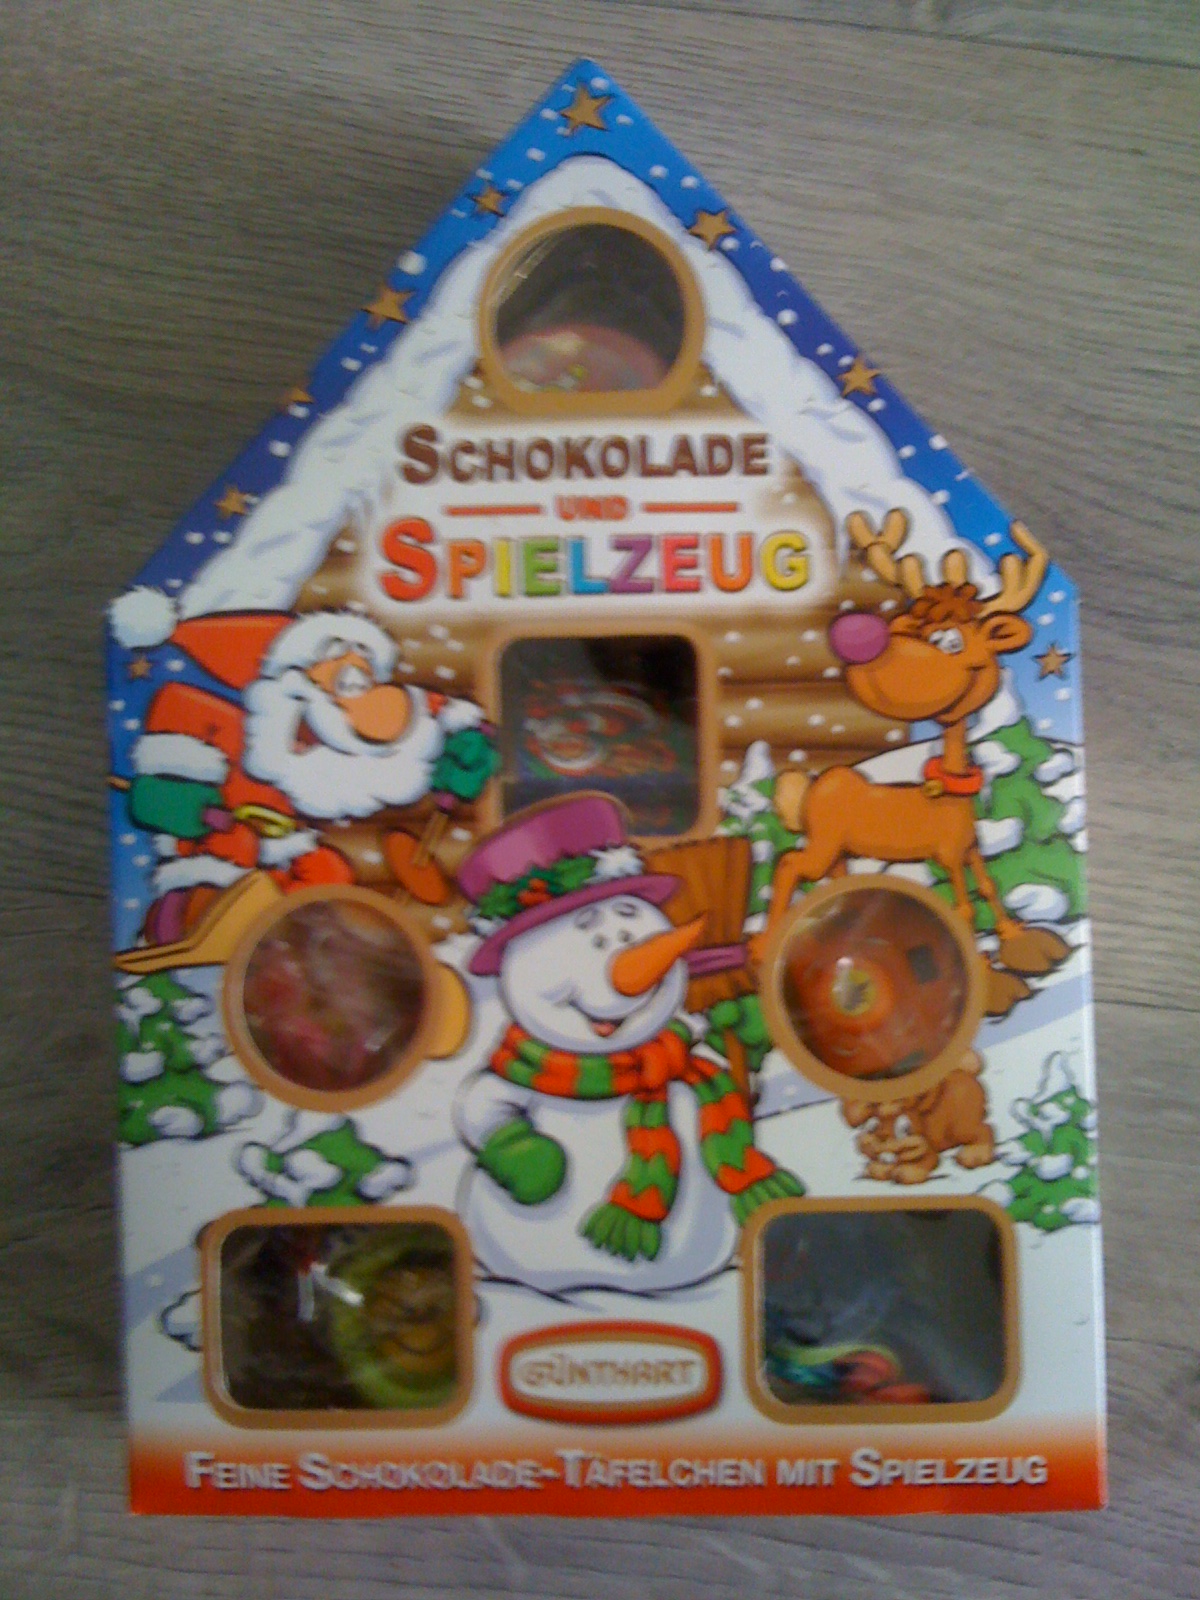 SCHOKOLADE
UND
SPIELZEUG
GÜNTHART
FEINE SCHOKOLADE-TÄFELCHEN MIT SPIELZEUG